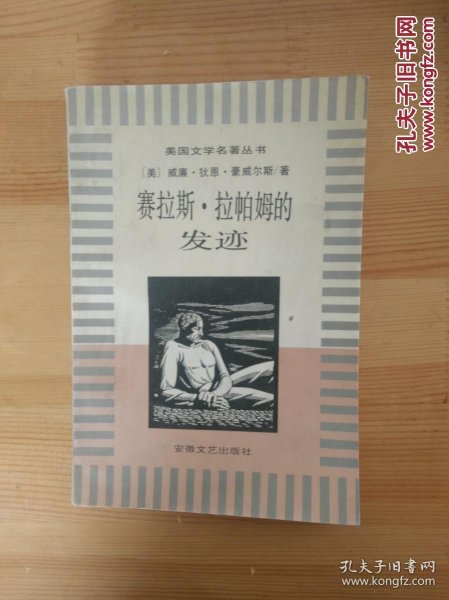 孔夫子旧书网
www.kongfz.com
美国文学名著丛书
〔美〕威廉·狄恩·豪威尔斯/著
赛拉斯·拉帕姆的
发迹
安徽文艺出版社
孔夫子旧书网
www.kongfz.com